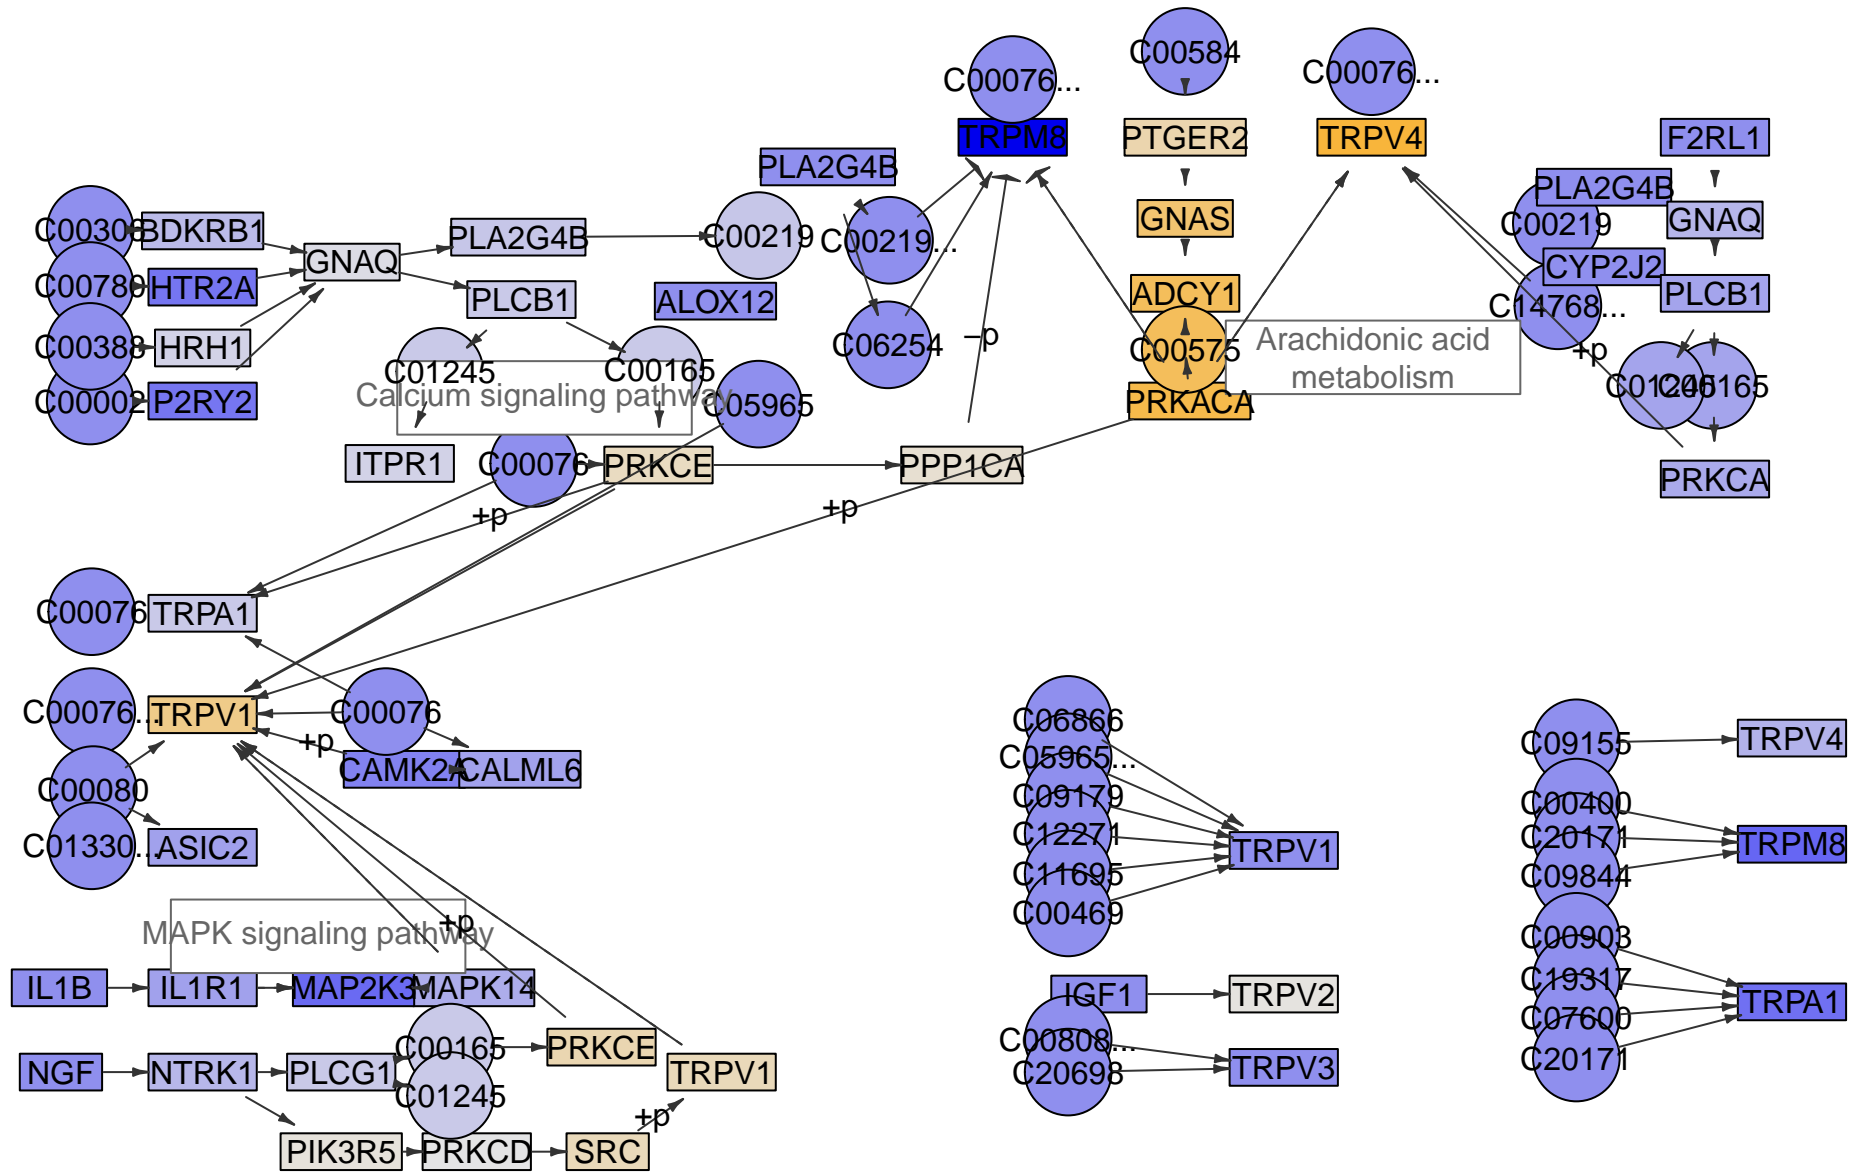 C00584
C00076...
C00076...
TRPM8
PTGER2
TRPV4
F2RL1
PLA2G4B
PLA2G4B
C00219
GNAS
GNAQ
BDKRB1
PLA2G4B
C00219
C00219...
GNAQ
CYP2J2
HTR2A
PLCB1
ALOX12
ADCY1
PLCB1
C14768...
C00388
HRH1
C06254
-p
C00575
Arachidonic acid
metabolism
+p
C01245
C00165
Calcium signaling pathway
C00002
P2RY2
C05965
PRKACA
C00165
ITPR1
C00076
PRKCE
PPP1CA
PRKCA
+p
+p
C00076
TRPA1
C00076...
TRPV1
C00076
+p
CAMK2A
CALML6
C00080
C01330...
ASIC2
C06866
C05965...
C09179
C12271
C11695
C00469
TRPV1
C09155
TRPV4
C00400
C20171
C09844
TRPM8
C00903
C19317
C07600
C20171
TRPA1
+p
MAPK signaling pathway
IL1B
IL1R1
MAP2K3
MAPK14
IGF1
TRPV2
C00165
PRKCE
C00808...
C20698
TRPV3
NGF
NTRK1
PLCG1
C01245
TRPV1
+p
PIK3R5
PRKCD
SRC